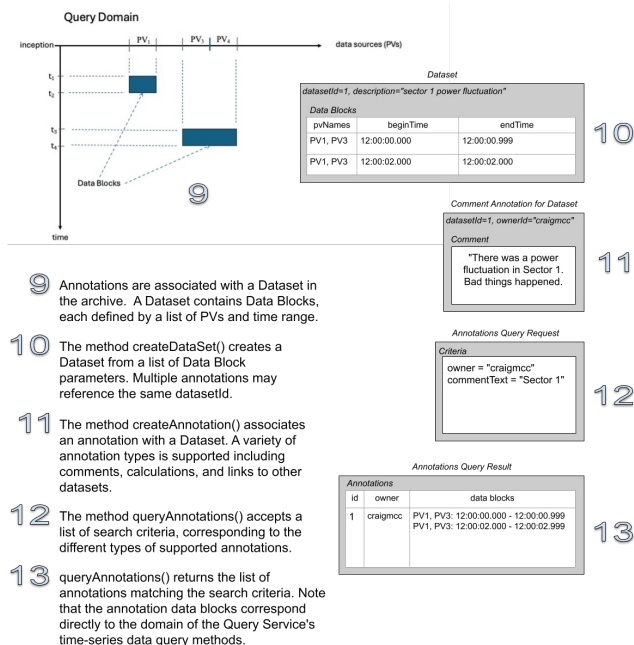 Query Domain
inception
PV₁
PV₃
PV₄
data sources (PVs)
t₁
t₂
t₃
t₄
Data Blocks
9
time
Dataset
datasetId=1, description="sector 1 power fluctuation"
Data Blocks
pvNames beginTime endTime
PV1, PV3 12:00:00.000 12:00:00.999
PV1, PV3 12:00:02.000 12:00:02.000
10
Comment Annotation for Dataset
datasetId=1, ownerId="craigmcc"
Comment
"There was a power
fluctuation in Sector 1.
Bad things happened.
11
Annotations Query Request
Criteria
owner = "craigmcc"
commentText = "Sector 1"
12
Annotations Query Result
Annotations
id owner data blocks
1 craigmcc PV1, PV3: 12:00:00.000 - 12:00:00.999
PV1, PV3: 12:00:02.000 - 12:00:02.999
13
9 Annotations are associated with a Dataset in
the archive. A Dataset contains Data Blocks,
each defined by a list of PVs and time range.
10 The method createDataSet() creates a
Dataset from a list of Data Block
parameters. Multiple annotations may
reference the same datasetId.
11 The method createAnnotation() associates
an annotation with a Dataset. A variety of
annotation types is supported including
comments, calculations, and links to other
datasets.
12 The method queryAnnotations() accepts a
list of search criteria, corresponding to the
different types of supported annotations.
13 queryAnnotations() returns the list of
annotations matching the search criteria. Note
that the annotation data blocks correspond
directly to the domain of the Query Service's
time-series data query methods.